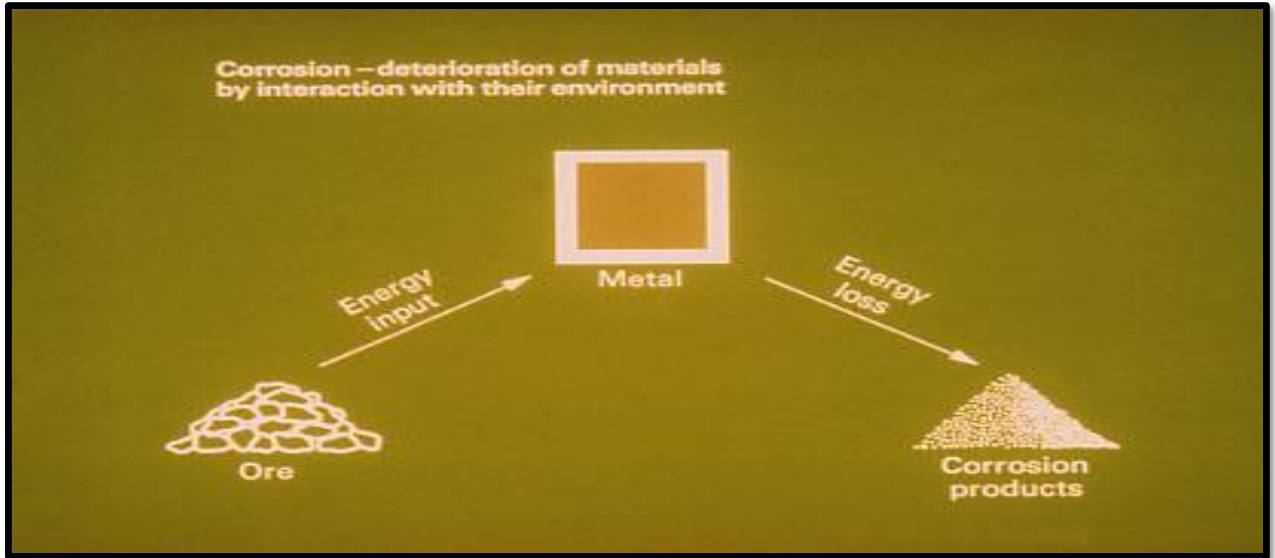 Corrosion – deterioration of materials
by interaction with their environment
Metal
Energy
input
Energy
loss
Ore
Corrosion
products